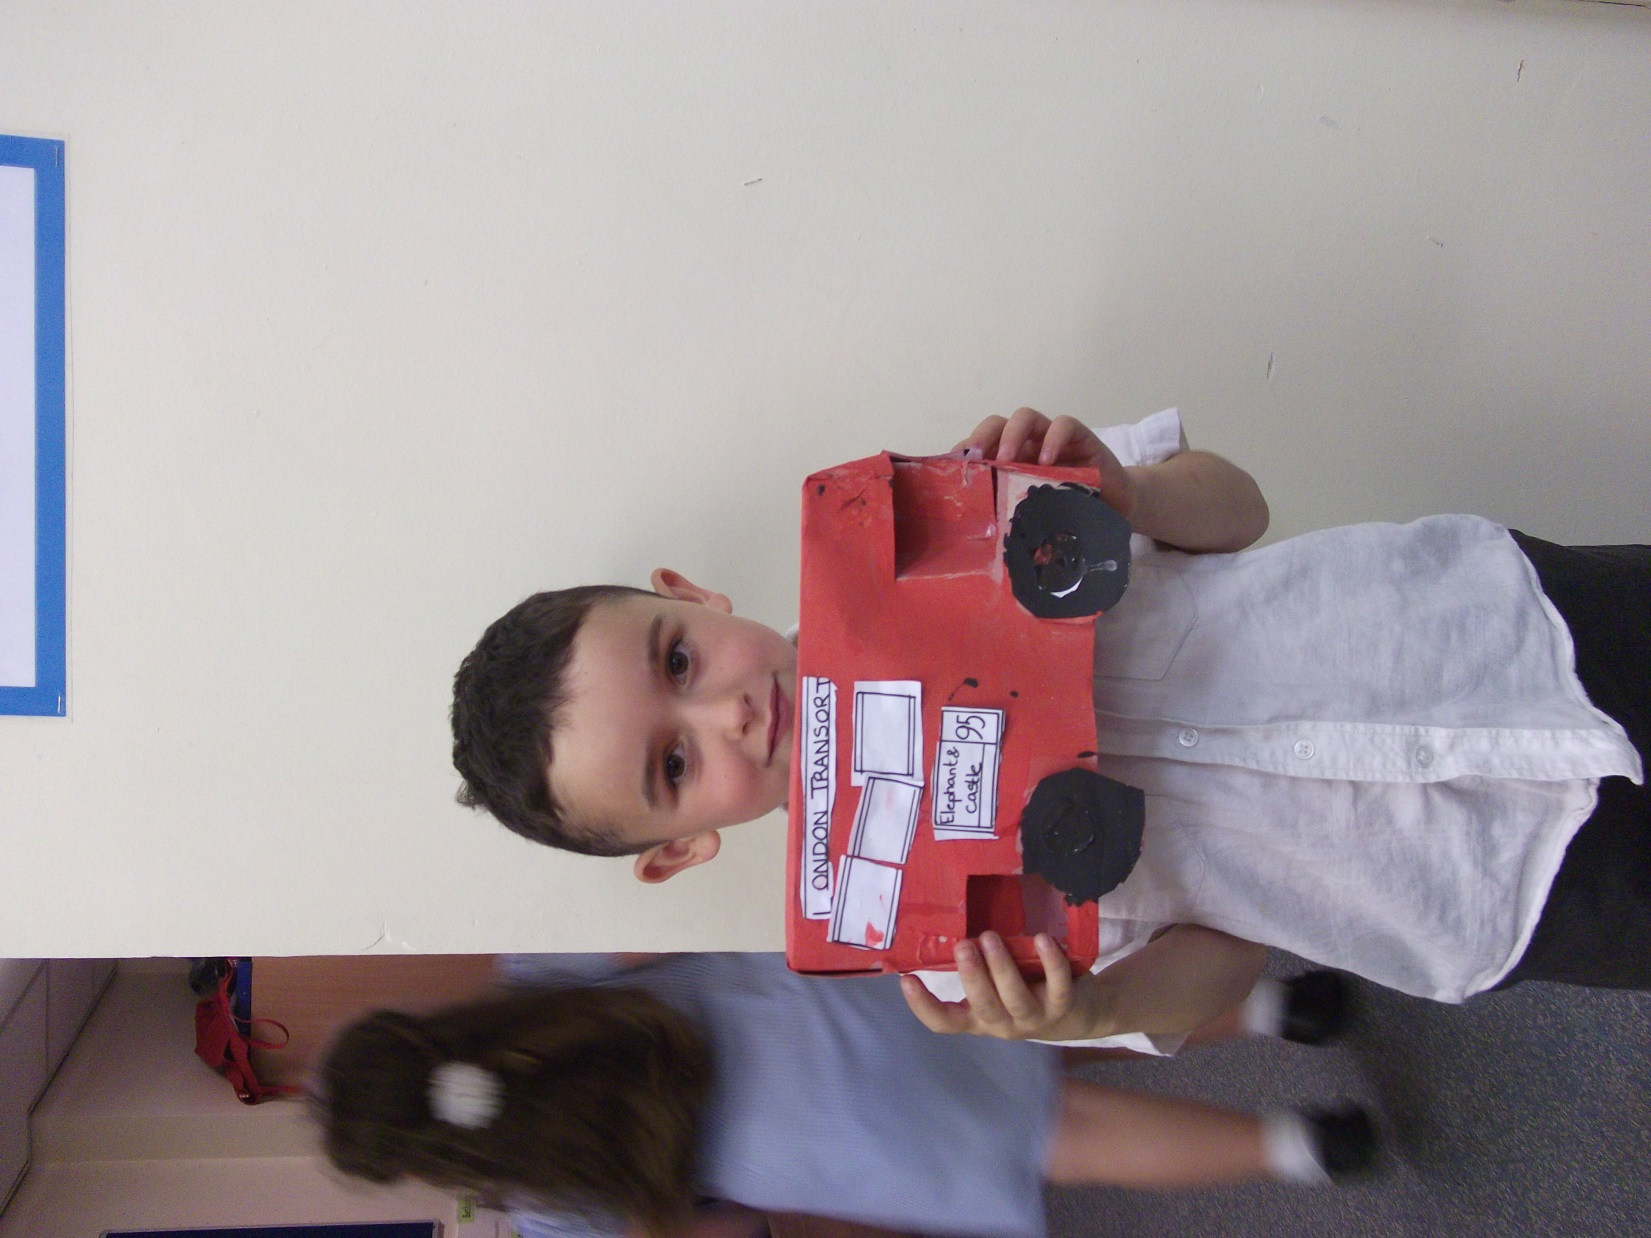 LONDON TRANSORT
Elephant &
castle
95